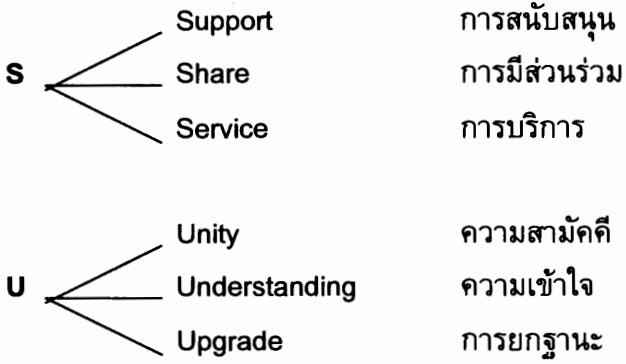 Support การสนับสนุน
S Share การมีส่วนร่วม
Service การบริการ
Unity ความสามัคคี
U Understanding ความเข้าใจ
Upgrade การยกฐานะ